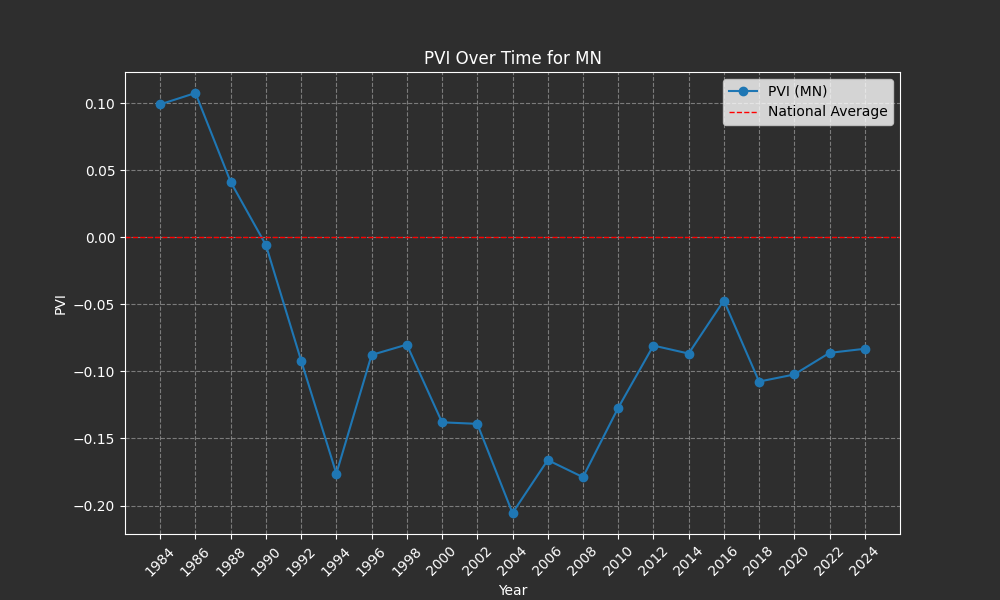 PVI Over Time for MN
PVI (MN)
National Average
0.10
0.05
0.00
−0.05
−0.10
−0.15
−0.20
PVI
1984 1986 1988 1990 1992 1994 1996 1998 2000 2002 2004 2006 2008 2010 2012 2014 2016 2018 2020 2022 2024
Year